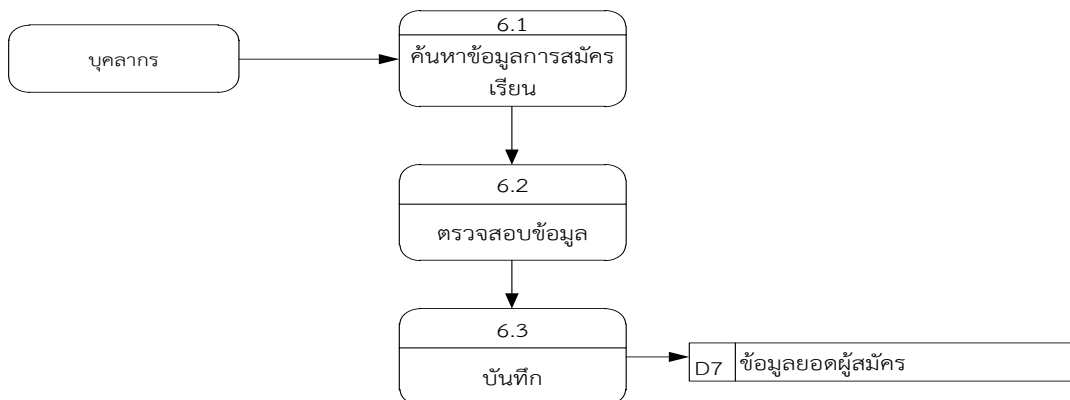 บุคลากร
6.1
ค้นหาข้อมูลการสมัคร
เรียน
6.2
ตรวจสอบข้อมูล
6.3
บันทึก
D7 ข้อมูลยอดผู้สมัคร